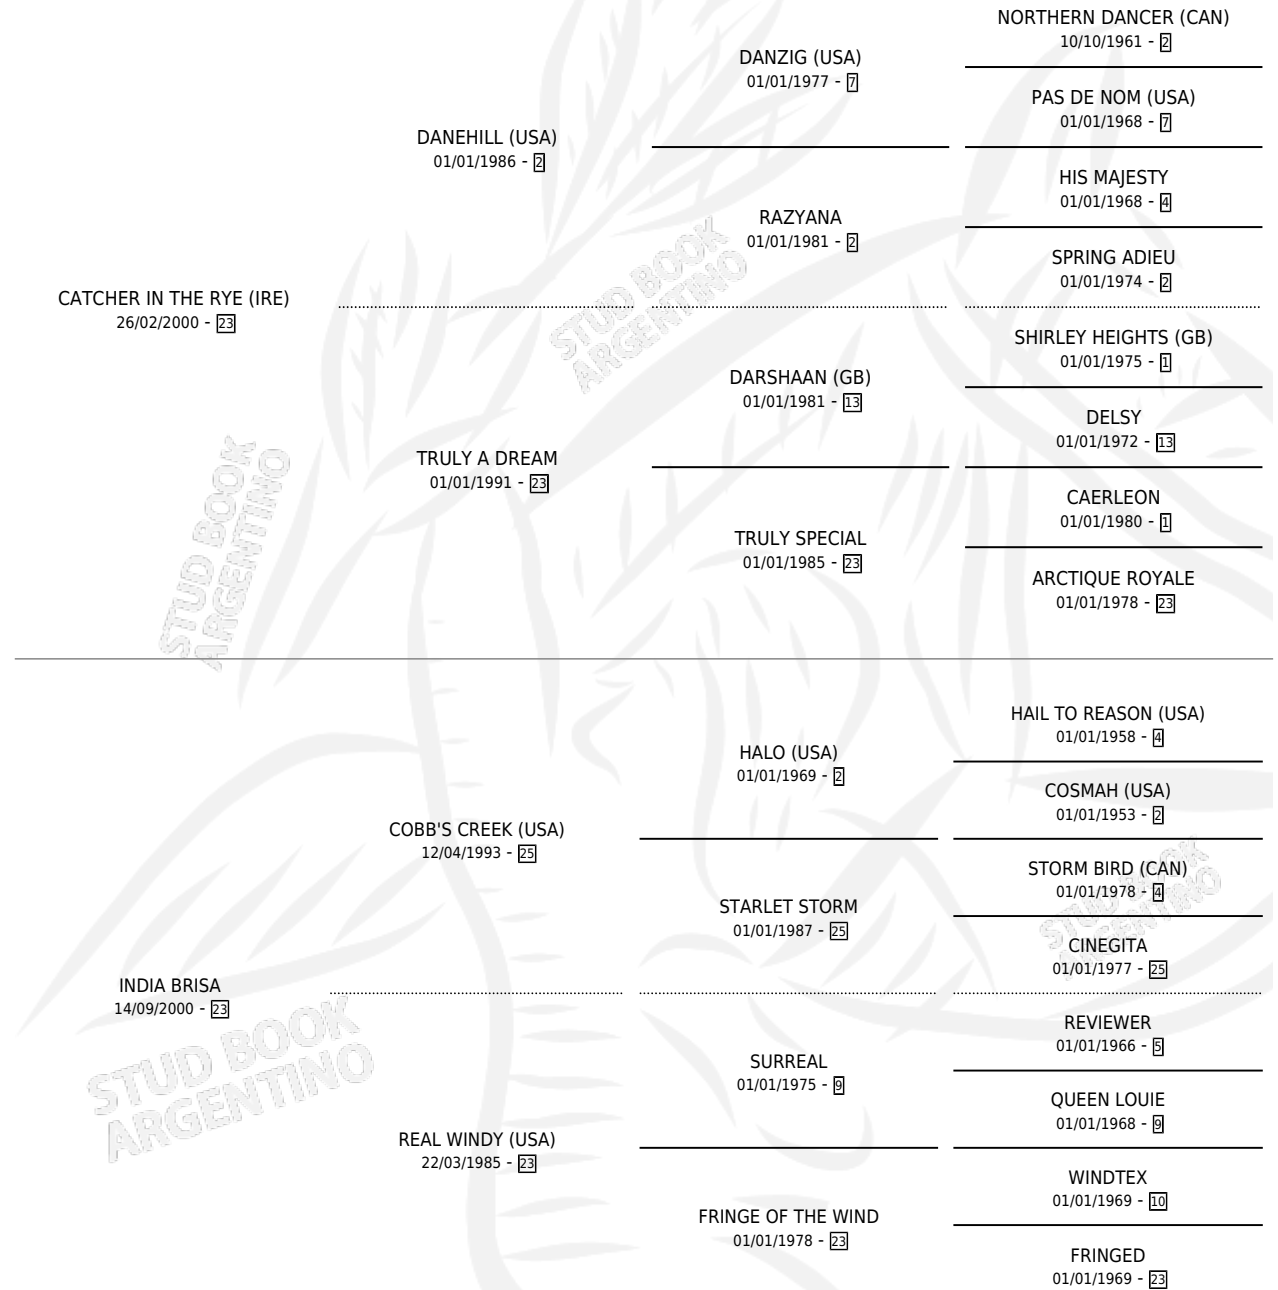 NORTHERN DANCER (CAN)
10/10/1961 - 2
DANZIG (USA)
01/01/1977 - 7
PAS DE NOM (USA)
01/01/1968 - 7
DANEHILL (USA)
01/01/1986 - 2
HIS MAJESTY
01/01/1968 - 4
RAZYANA
01/01/1981 - 2
SPRING ADIEU
01/01/1974 - 2
CATCHER IN THE RYE (IRE)
26/02/2000 - 23
SHIRLEY HEIGHTS (GB)
01/01/1975 - 1
DARSHAAN (GB)
01/01/1981 - 13
DELSY
01/01/1972 - 13
TRULY A DREAM
01/01/1991 - 23
CAERLEON
01/01/1980 - 1
TRULY SPECIAL
01/01/1985 - 23
ARCTIQUE ROYALE
01/01/1978 - 23
HAIL TO REASON (USA)
01/01/1958 - 4
HALO (USA)
01/01/1969 - 2
COSMAH (USA)
01/01/1953 - 2
COBB'S CREEK (USA)
12/04/1993 - 25
STORM BIRD (CAN)
01/01/1978 - 4
STARLET STORM
01/01/1987 - 25
CINEGITA
01/01/1977 - 25
INDIA BRISA
14/09/2000 - 23
REVIEWER
01/01/1966 - 5
SURREAL
01/01/1975 - 9
QUEEN LOUIE
01/01/1968 - 9
REAL WINDY (USA)
22/03/1985 - 23
WINDTEX
01/01/1969 - 10
FRINGE OF THE WIND
01/01/1978 - 23
FRINGED
01/01/1969 - 23
STUD BOOK
ARGENTINO
STUD BOOK
ARGENTINO
STUD BOOK
ARGENTINO
STUD BOOK
ARGENTINO